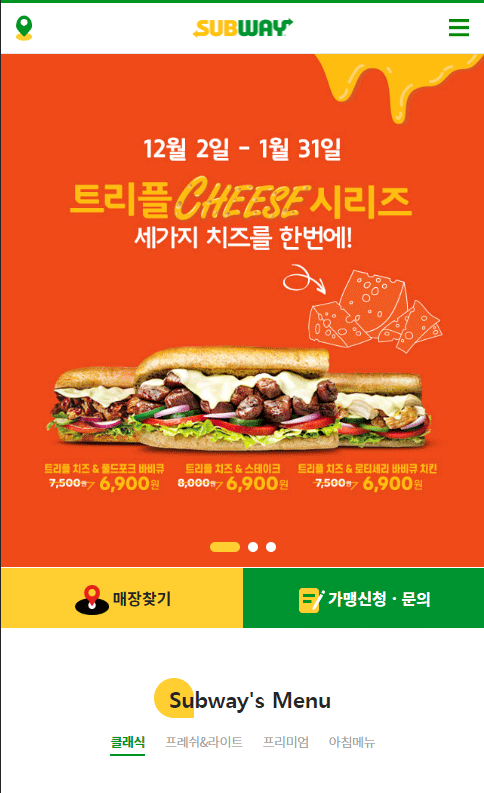 SUBWAY
12월 2일 - 1월 31일
트리플 CHEESE 시리즈
세가지 치즈를 한번에!
트리플 치즈 & 풀드포크 바비큐 트리플 치즈 & 스테이크 트리플 치즈 & 로티세리 바비큐 치킨
7,500원 6,900원 8,000원 6,900원 7,500원 6,900원
매장찾기 가맹신청 · 문의
Subway's Menu
클래식 프레쉬&라이트 프리미엄 아침메뉴